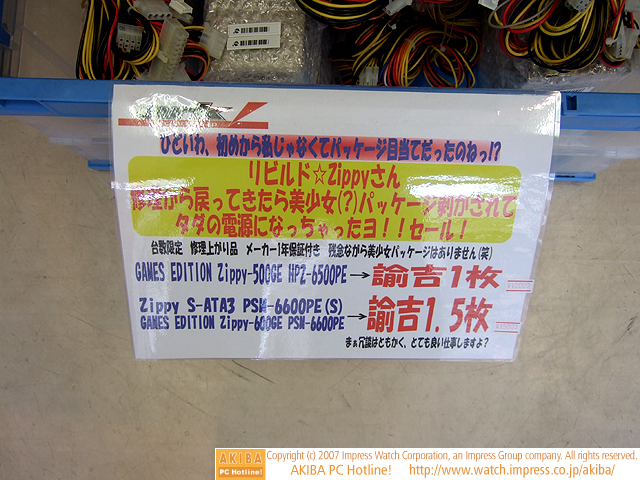 ひどいわ、初めから私じゃなくてパッケージ目当てだったのねっ!?
リビルド☆Zippyさん
修理から戻ってきたら美少女(?)パッケージ剥がされて
タダの電源になっちゃったヨ!!セール!
台数限定 修理上がり品 メーカー1年保証付き 残念ながら美少女パッケージはありません(笑)
GAMES EDITION Zippy-500GE HP2-6500PE→諭吉1枚
Zippy S-ATA3 PSM-6600PE(S)
GAMES EDITION Zippy-600GE PSM-6600PE→諭吉1.5枚
まぁ冗談はともかく、とても良い仕事しますよ?
AKIBA PC Hotline!
Copyright (c) 2007 Impress Watch Corporation, an Impress Group company. All rights reserved.
AKIBA PC Hotline! http://www.watch.impress.co.jp/akiba/